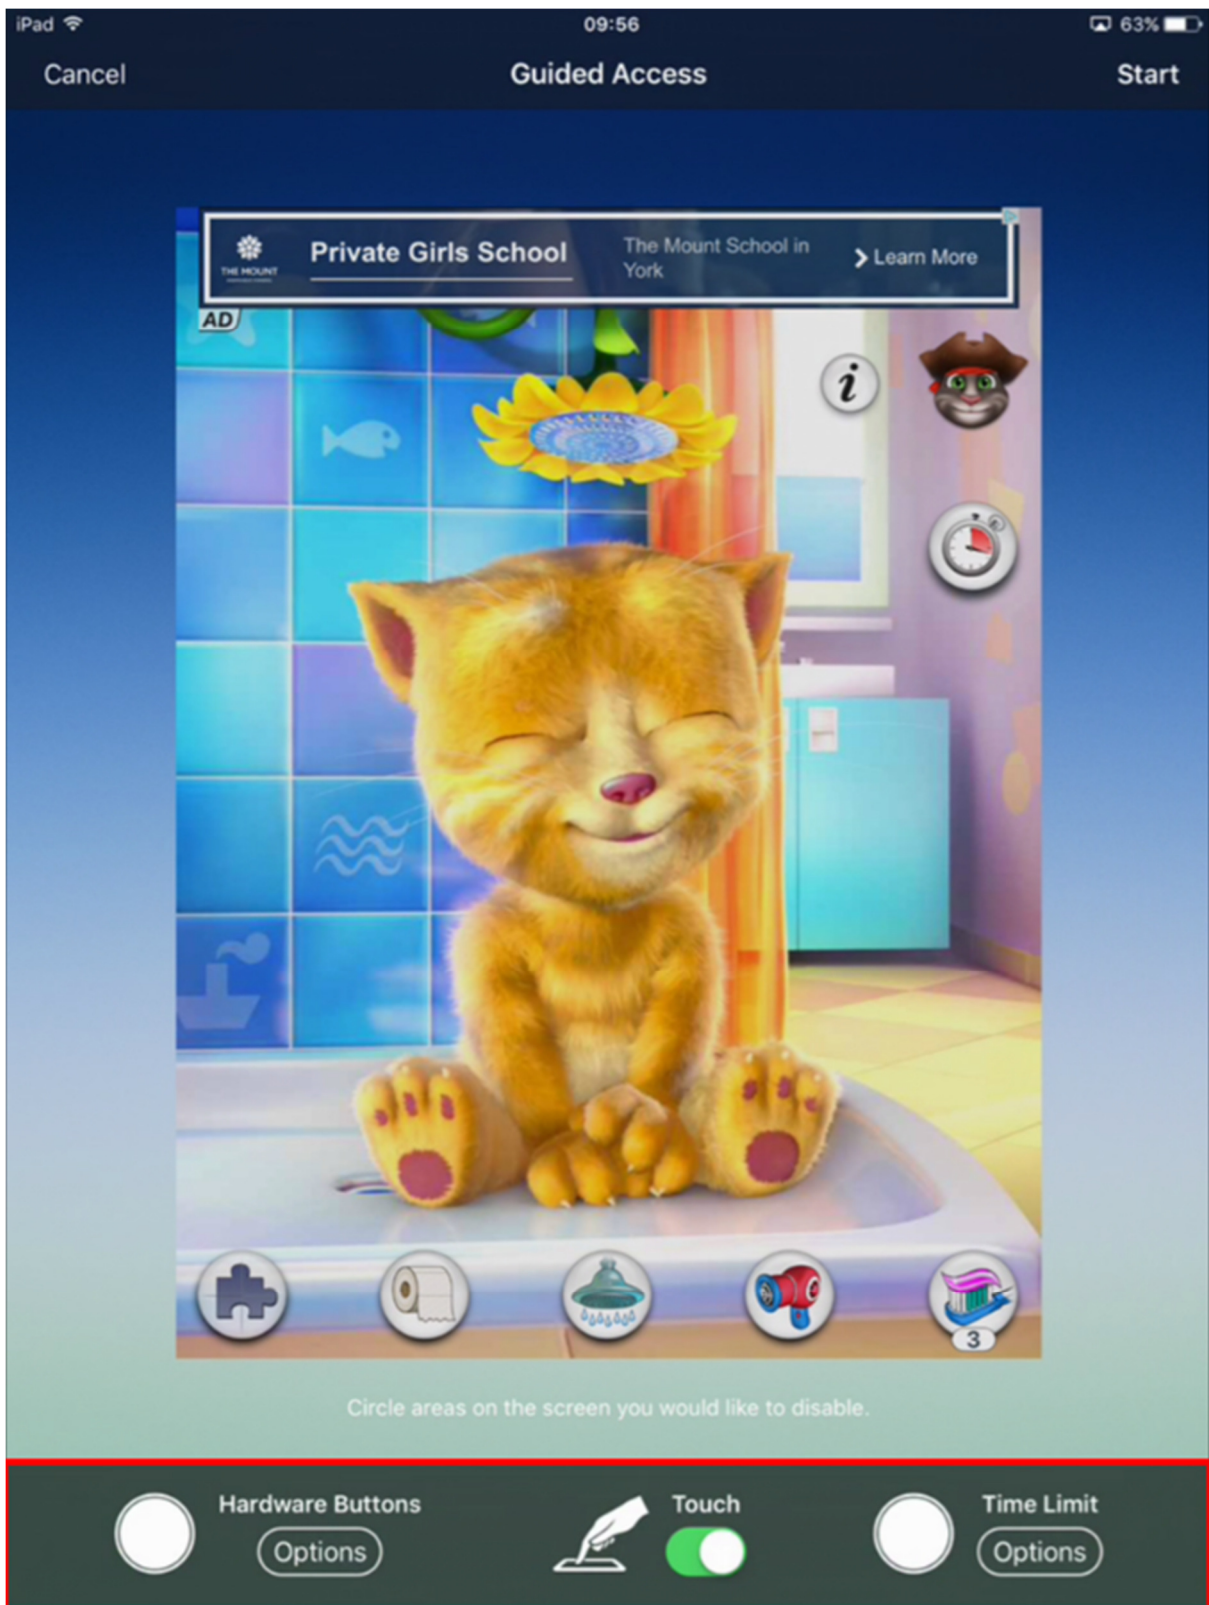 iPad 09:56 63%
Cancel Guided Access Start
THE MOUNT
Private Girls School
The Mount School in
York
Learn More
AD
i
3
Circle areas on the screen you would like to disable.
Hardware Buttons
Options
Touch
Time Limit
Options